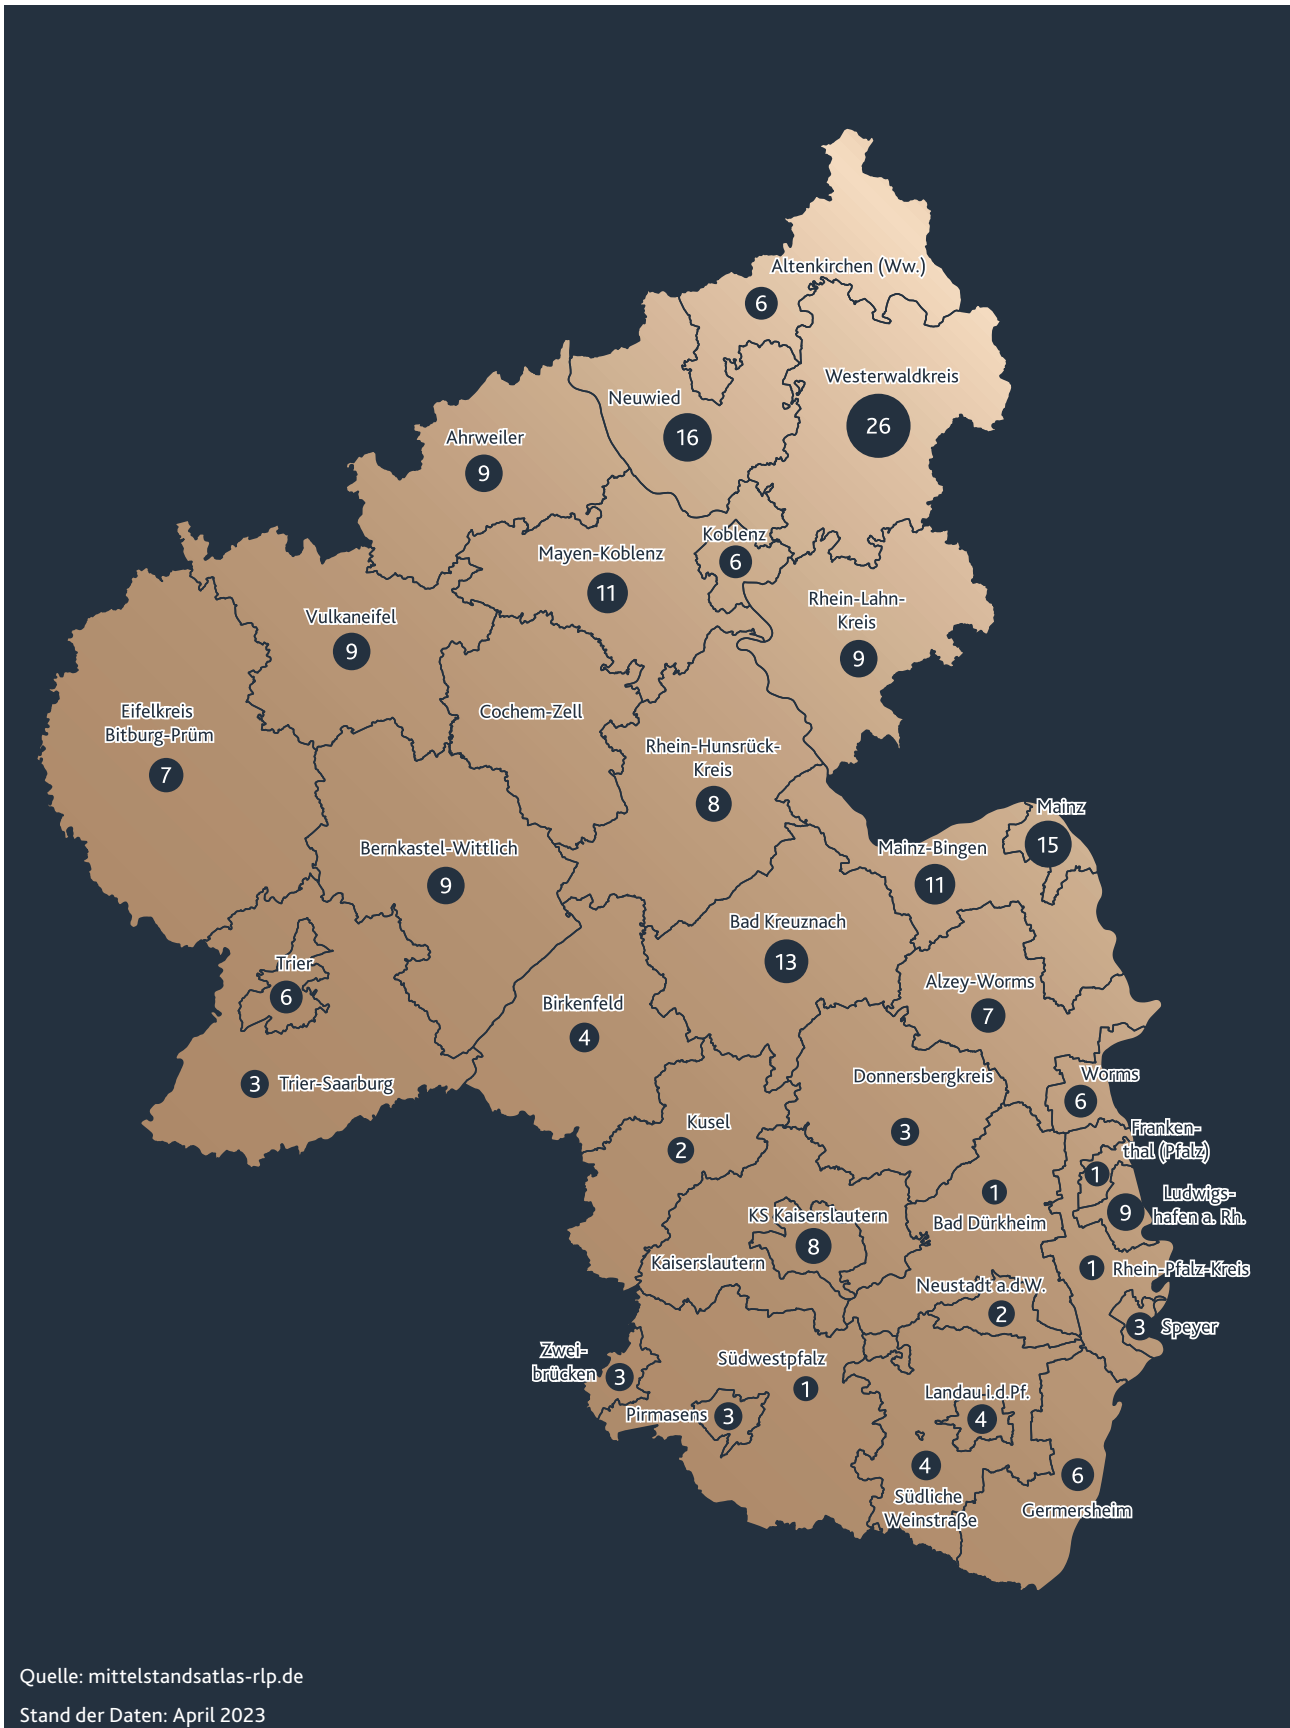 Altenkirchen (Ww.)
6
Westerwaldkreis
26
Neuwied
16
Ahrweiler
9
Koblenz
6
Mayen-Koblenz
11
Rhein-Lahn-
Kreis
9
Vulkaneifel
9
Eifelkreis
Bitburg-Prüm
7
Cochem-Zell
Rhein-Hunsrück-
Kreis
8
Mainz
15
Mainz-Bingen
11
Bernkastel-Wittlich
9
Bad Kreuznach
13
Trier
6
Alzey-Worms
7
Birkenfeld
4
3 Trier-Saarburg
Donnersbergkreis
3
Worms
6
Kusel
2
Franken-
thal (Pfalz)
1
Ludwigs-
hafen a. Rh.
9
1
Bad Dürkheim
KS Kaiserslautern
8
Kaiserslautern
1 Rhein-Pfalz-Kreis
Neustadt a.d.W.
2
3 Speyer
Zwei-
brücken
3
Südwestpfalz
1
Pirmasens 3
Landau i.d.Pf.
4
4
Südliche
Weinstraße
6
Germersheim
Quelle: mittelstandsatlas-rlp.de
Stand der Daten: April 2023